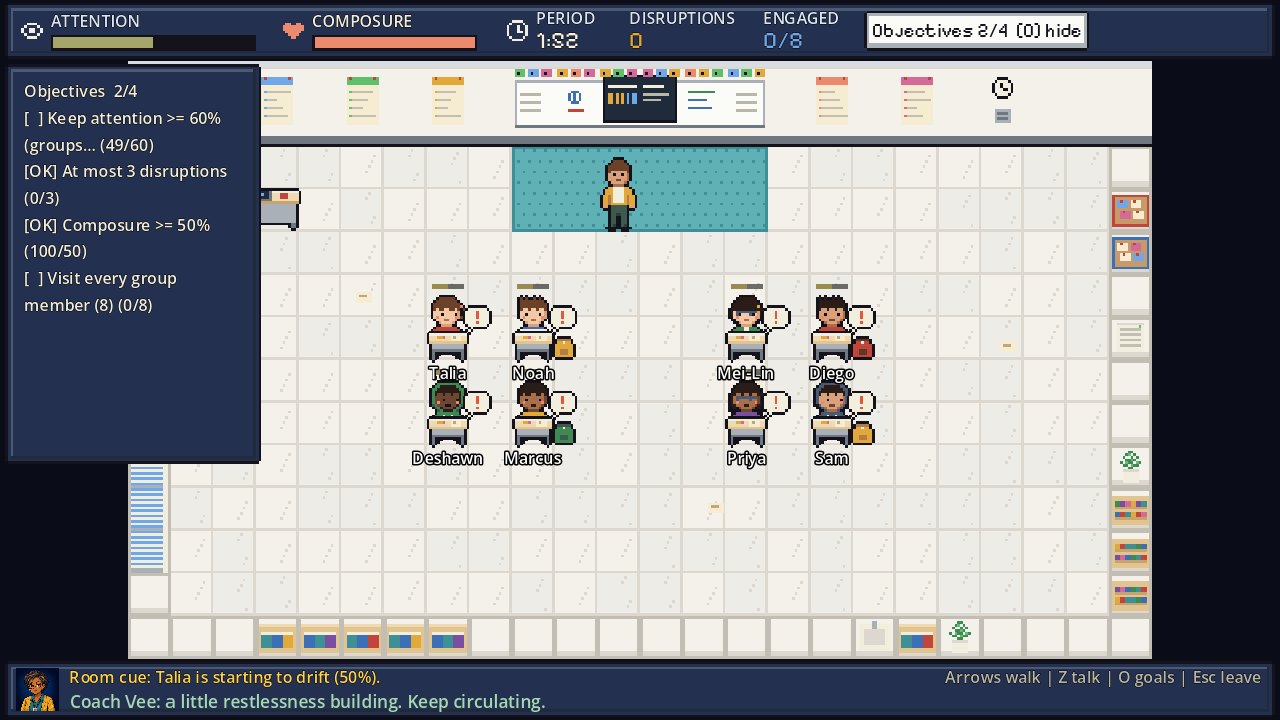 ATTENTION
COMPOSURE
PERIOD
1:52
DISRUPTIONS
0
ENGAGED
0/8
Objectives 2/4 (O) hide
Objectives 2/4
[ ] Keep attention >= 60%
(groups... (49/60)
[OK] At most 3 disruptions
(0/3)
[OK] Composure >= 50%
(100/50)
[ ] Visit every group
member (8) (0/8)
Talia
Noah
Mei-Lin
Diego
Deshawn
Marcus
Priya
Sam
Room cue: Talia is starting to drift (50%).
Arrows walk | Z talk | O goals | Esc leave
Coach Vee: a little restlessness building. Keep circulating.